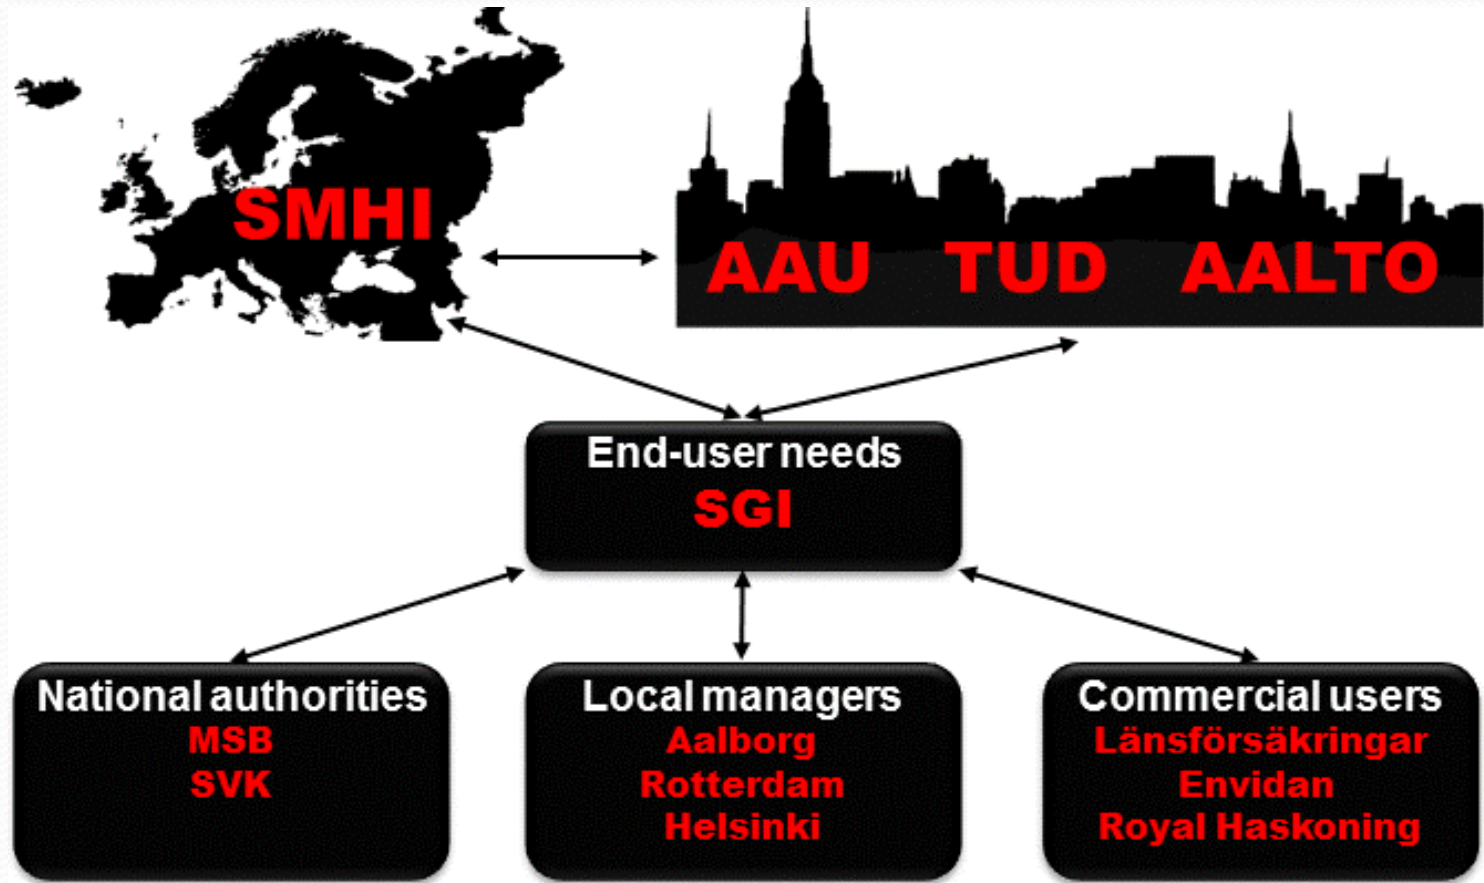 SMHI
AAU TUD AALTO
End-user needs
SGI
National authorities
MSB
SVK
Local managers
Aalborg
Rotterdam
Helsinki
Commercial users
Länsförsäkringar
Envidan
Royal Haskoning